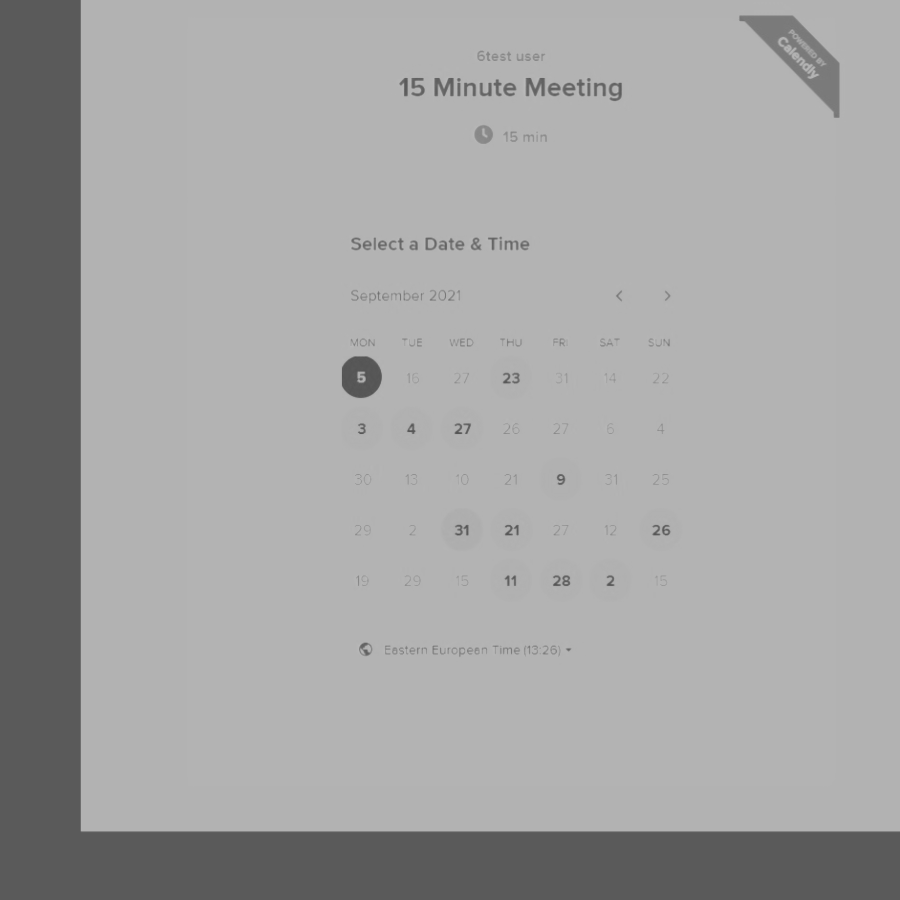 POWERED BY
Calendly
6test user
15 Minute Meeting
15 min
Select a Date & Time
September 2021
MON TUE WED THU FRI SAT SUN
5 16 27 23 31 14 22
3 4 27 26 27 6 4
30 13 10 21 9 31 25
29 2 31 21 27 12 26
19 29 15 11 28 2 15
Eastern European Time (13:26)